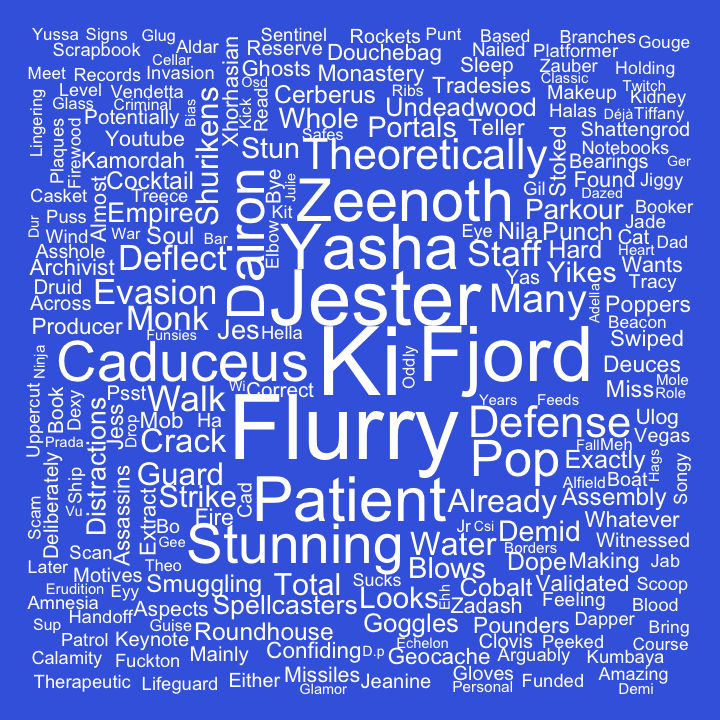 Yussa
Signs
Glug
Scrapbook
Cellar
Aldar
Xhorhasian
Sentinel
Reserve
Rockets
Punt
Douchebag
Based
Nailed
Branches
Platformer
Gouge
Meet
Records
Invasion
Ghosts
Monastery
Sleep
Zauber
Holding
Level
Vendetta
Osd
Cerberus
Ribs
Tradesies
Classic
Makeup
Twitch
Kidney
Lingering
Glass
Criminal
Bias
Shurikens
Kick
Reads
Whole
Undeadwood
Halas
Déjà
Tiffany
Plaques
Firewood
Potentially
Youtube
Safes
Portals
Teller
Stoked
Shattengrod
Notebooks
Kamordah
Stun
Theoretically
Bearings
Ger
Casket
Almost
Cocktail
Treece
Dairon
Bye
Julie
Zeenoth
Gil
Found
Dazed
Jiggy
Puss
Empire
Kit
Parkour
Booker
Dur
Wind
War
Soul
Bar
Elbow
Yasha
Eye
Nila
Punch
Jade
Cat
Dad
Asshole
Archivist
Deflect
Staff
Hard
Heart
Wants
Druid
Across
Evasion
Jester
Yas
Yikes
Tracy
Many
Adella
Poppers
Producer
Monk
Funsies
Jes
Hella
Ki
Fjord
Beacon
Swiped
Ninja
Caduceus
Oddly
Deuces
Uppercut
Book
Dexy
Psst
Walk
Wi
Correct
Flurry
Years
Feeds
Miss
Mole
Role
Prada
Distractions
Jess
Drop
Mob
Ha
Crack
Defense
Ulog
Vegas
Pop
Fall
Meh
Exactly
Hags
Songy
Scam
Deliberately
Vu
Ship
Assassins
Extract
Guard
Strike
Cad
Patient
Already
Alfield
Boat
Assembly
Bo
Fire
Jr
Csi
Demid
Whatever
Witnessed
Later
Scan
Gee
Stunning
Water
Borders
Motives
Theo
Blows
Dope
Making
Jab
Erudition
Eyy
Smuggling
Total
Sucks
Looks
Ehh
Cobalt
Validated
Scoop
Amnesia
Handoff
Aspects
Spellcasters
Zadash
Feeling
Blood
Sup
Guise
Goggles
Pounders
Dapper
Bring
Patrol
Keynote
Roundhouse
Echelon
Clovis
Peeked
Course
Calamity
Fuckton
Mainly
Confiding
D.p
Geocache
Arguably
Kumbaya
Therapeutic
Lifeguard
Either
Missiles
Glamor
Jeanine
Gloves
Personal
Funded
Amazing
Demi